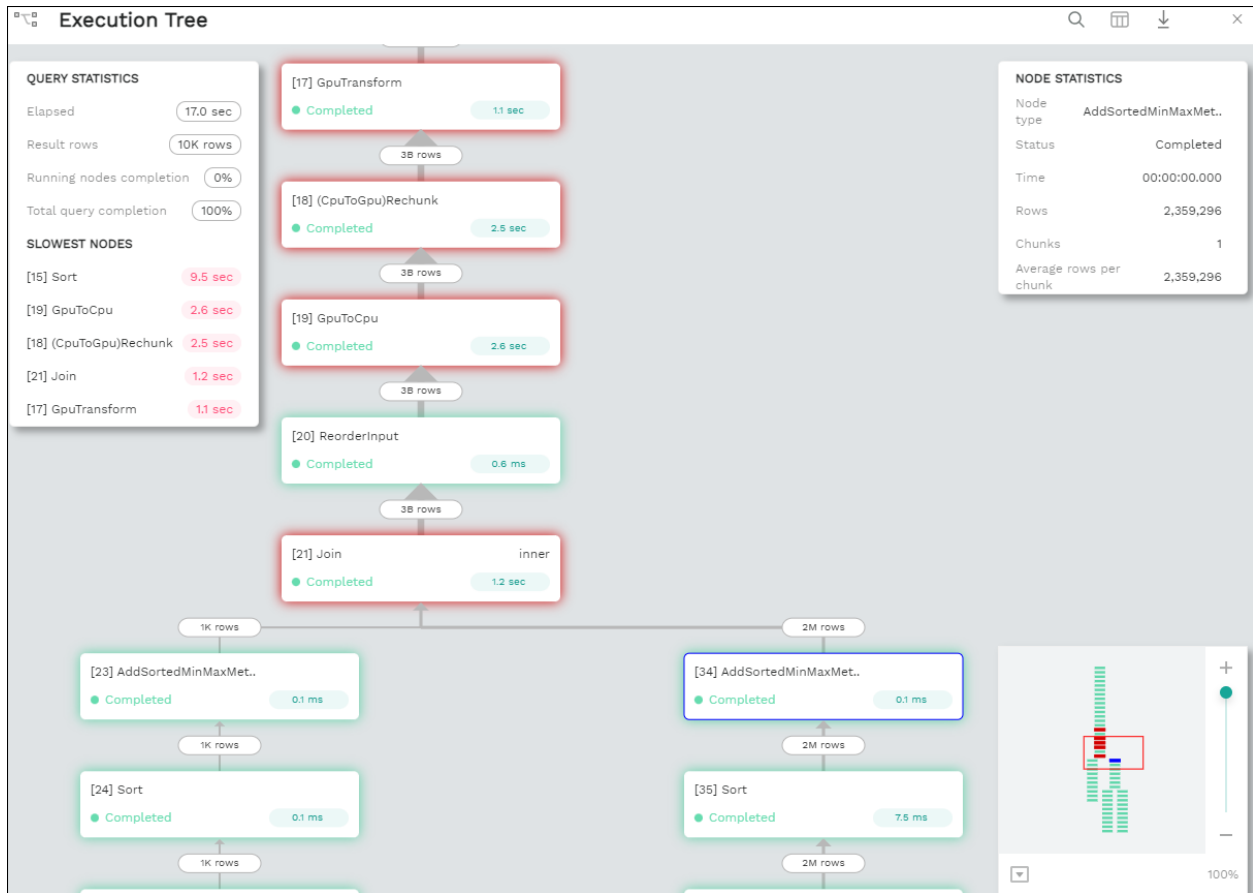 Execution Tree
QUERY STATISTICS
Elapsed 17.0 sec
Result rows 10K rows
Running nodes completion 0%
Total query completion 100%
SLOWEST NODES
[15] Sort 9.5 sec
[19] GpuToCpu 2.6 sec
[18] (CpuToGpu)Rechunk 2.5 sec
[21] Join 1.2 sec
[17] GpuTransform 1.1 sec
[17] GpuTransform
Completed 1.1 sec
3B rows
[18] (CpuToGpu)Rechunk
Completed 2.5 sec
3B rows
[19] GpuToCpu
Completed 2.6 sec
3B rows
[20] ReorderInput
Completed 0.6 ms
3B rows
[21] Join inner
Completed 1.2 sec
1K rows
[23] AddSortedMinMaxMet..
Completed 0.1 ms
1K rows
[24] Sort
Completed 0.1 ms
1K rows
2M rows
[34] AddSortedMinMaxMet..
Completed 0.1 ms
2M rows
[35] Sort
Completed 7.5 ms
2M rows
NODE STATISTICS
Node
type AddSortedMinMaxMet..
Status Completed
Time 00:00:00.000
Rows 2,359,296
Chunks 1
Average rows per
chunk 2,359,296
100%